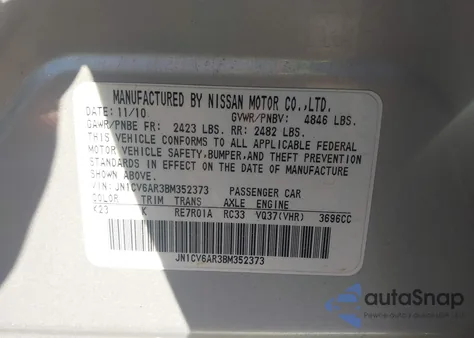 MANUFACTURED BY NISSAN MOTOR CO.,LTD.
DATE: 11/10 GVWR/PNBV: 4846 LBS.
GAWR/PNBE FR: 2423 LBS. RR: 2482 LBS.
THIS VEHICLE CONFORMS TO ALL APPLICABLE FEDERAL
MOTOR VEHICLE SAFETY,BUMPER,AND THEFT PREVENTION
STANDARDS IN EFFECT ON THE DATE OF MANUFACTURE
SHOWN ABOVE.
VIN: JN1CV6AR3BM352373 PASSENGER CAR
COLOR TRIM TRANS AXLE ENGINE
K23 K RE7R01A RC33 VQ37(VHR) 3696CC
JN1CV6AR3BM352373
autoSnap